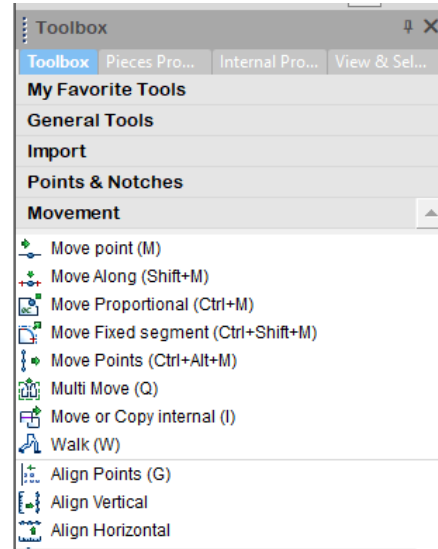 Toolbox
Toolbox Pieces Pro... Internal Pro... View & Sel...
My Favorite Tools
General Tools
Import
Points & Notches
Movement
Move point (M)
Move Along (Shift+M)
Move Proportional (Ctrl+M)
Move Fixed segment (Ctrl+Shift+M)
Move Points (Ctrl+Alt+M)
Multi Move (Q)
Move or Copy internal (I)
Walk (W)
Align Points (G)
Align Vertical
Align Horizontal